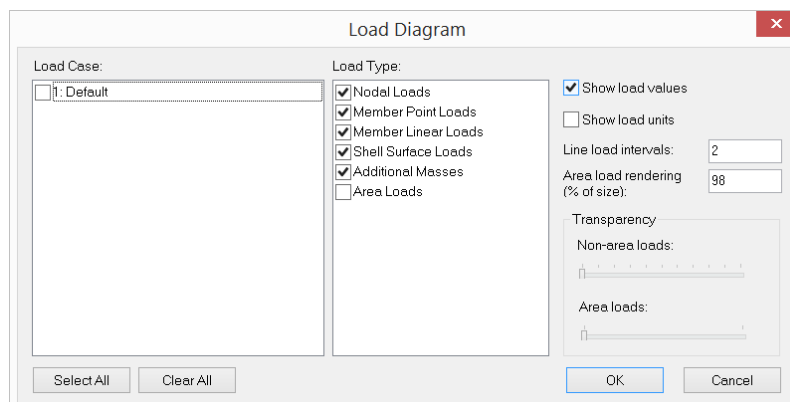 Load Diagram
Load Case:
1: Default
Select All
Clear All
Load Type:
Nodal Loads
Member Point Loads
Member Linear Loads
Shell Surface Loads
Additional Masses
Area Loads
Show load values
Show load units
Line load intervals:
2
Area load rendering
(% of size):
98
Transparency
Non-area loads:
Area loads:
OK
Cancel